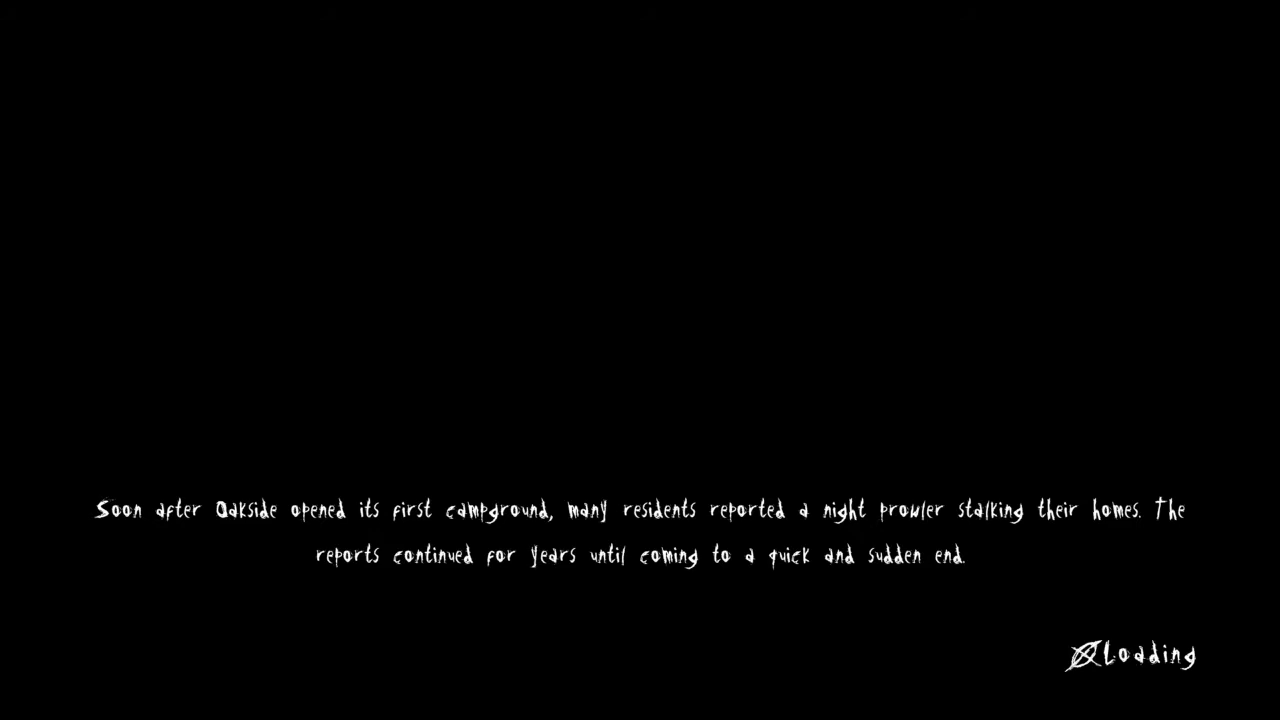 Soon after Oakside opened its first campground, many residents reported a night prowler stalking their homes. The
reports continued for years until coming to a quick and sudden end.
Loading